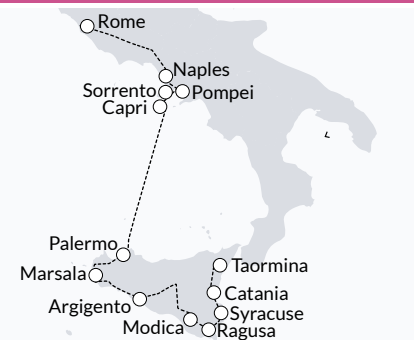 Rome
Naples
Sorrento
Pompei
Capri
Palermo
Marsala
Taormina
Argigento
Catania
Syracuse
Modica
Ragusa